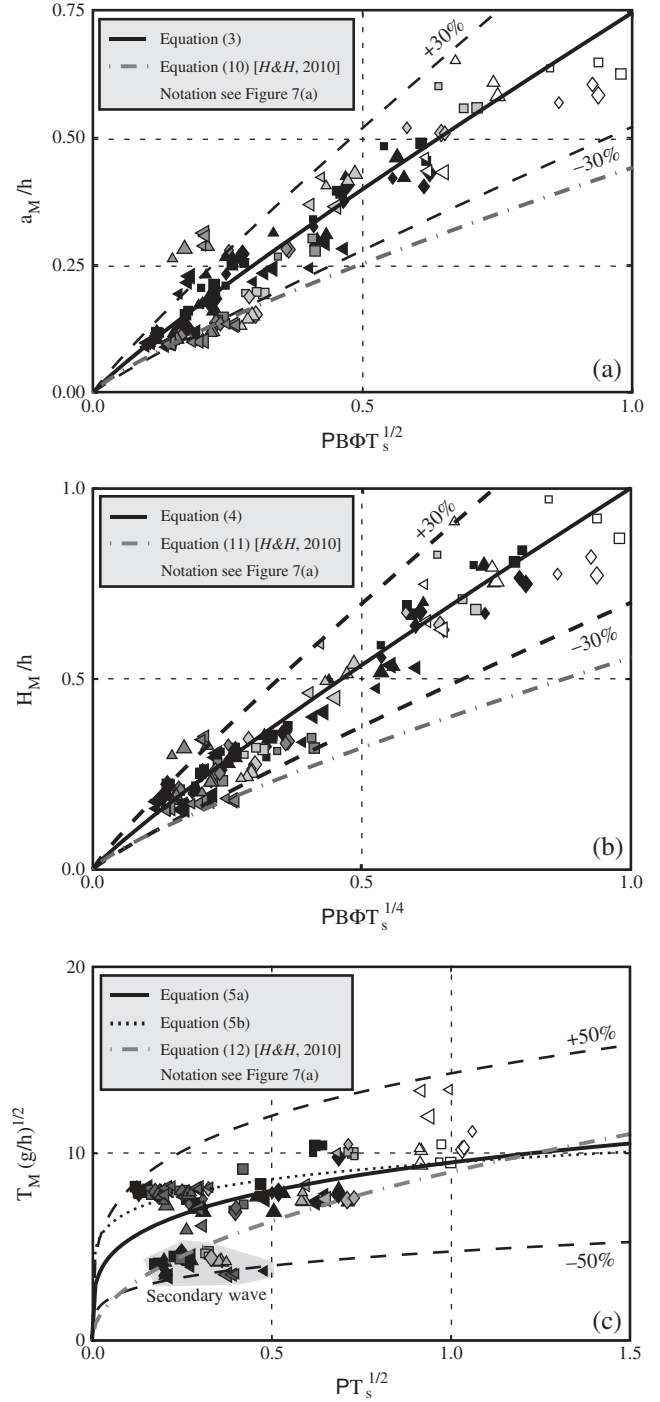 0.75
Equation (3)
Equation (10) [H&H, 2010]
Notation see Figure 7(a)
+30%
0.50
−30%
a_M/h
0.25
(a)
0.00
0.0
0.5
1.0
PBΦT_s^{1/2}
1.0
Equation (4)
Equation (11) [H&H, 2010]
Notation see Figure 7(a)
+30%
−30%
H_M/h
0.5
(b)
0.0
0.0
0.5
1.0
PBΦT_s^{1/4}
20
Equation (5a)
Equation (5b)
Equation (12) [H&H, 2010]
Notation see Figure 7(a)
+50%
T_M (g/h)^{1/2}
10
−50%
Secondary wave
(c)
0
0.0
0.5
1.0
1.5
PT_s^{1/2}